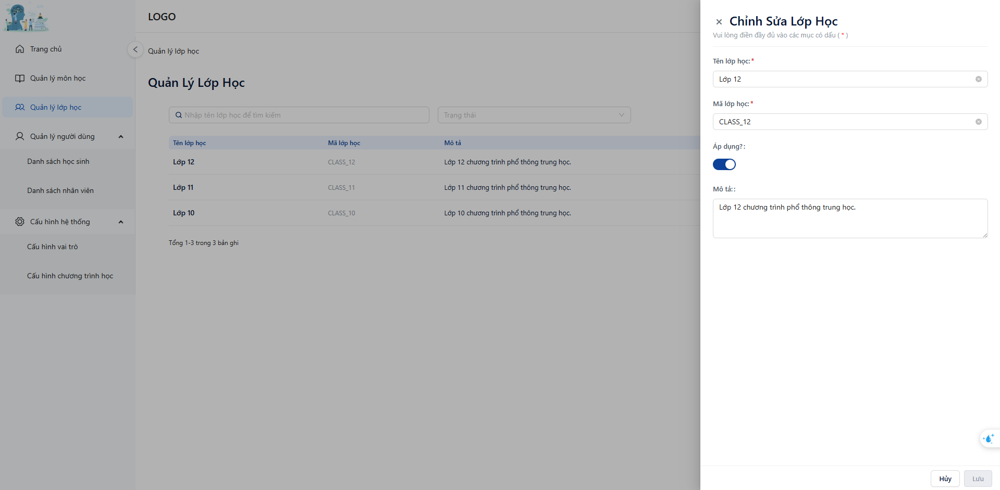 LOGO
Trang chủ
Quản lý môn học
Quản lý lớp học
Quản lý người dùng
Danh sách học sinh
Danh sách nhân viên
Cấu hình hệ thống
Cấu hình vai trò
Cấu hình chương trình học
Quản lý lớp học
Quản Lý Lớp Học
Nhập tên lớp học để tìm kiếm
Trạng thái
Tên lớp học Mã lớp học Mô tả
Lớp 12 CLASS_12 Lớp 12 chương trình phổ thông trung học.
Lớp 11 CLASS_11 Lớp 11 chương trình phổ thông trung học.
Lớp 10 CLASS_10 Lớp 10 chương trình phổ thông trung học.
Tổng 1-3 trong 3 bản ghi
Chỉnh Sửa Lớp Học
Vui lòng điền đầy đủ vào các mục có dấu ( * )
Tên lớp học:*
Lớp 12
Mã lớp học:*
CLASS_12
Áp dụng?:
Mô tả::
Lớp 12 chương trình phổ thông trung học.
Hủy
Lưu